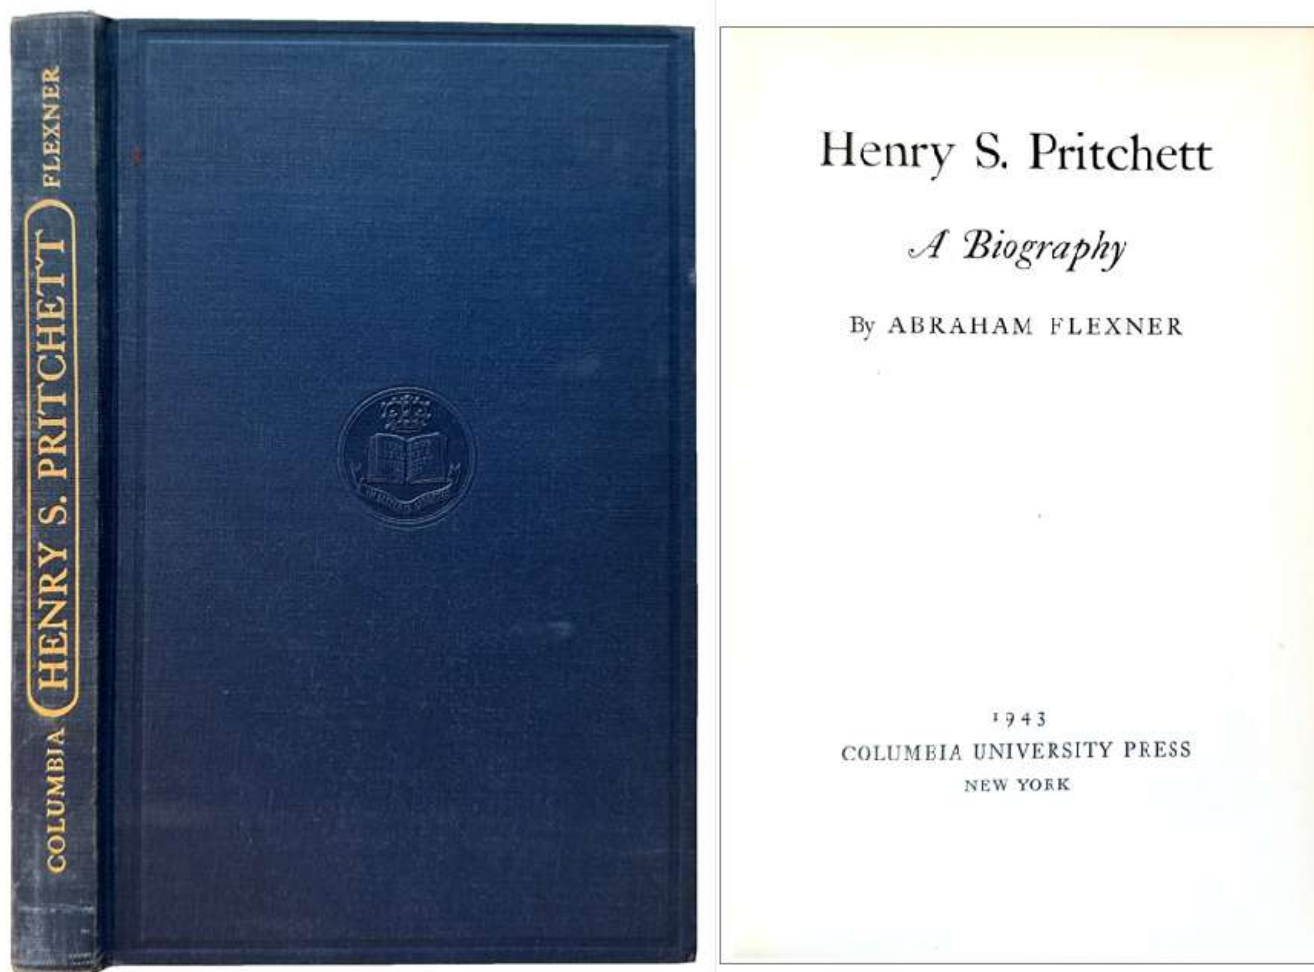 FLEXNER
HENRY S. PRITCHETT
COLUMBIA
Henry S. Pritchett
A Biography
By ABRAHAM FLEXNER
1943
COLUMBIA UNIVERSITY PRESS
NEW YORK